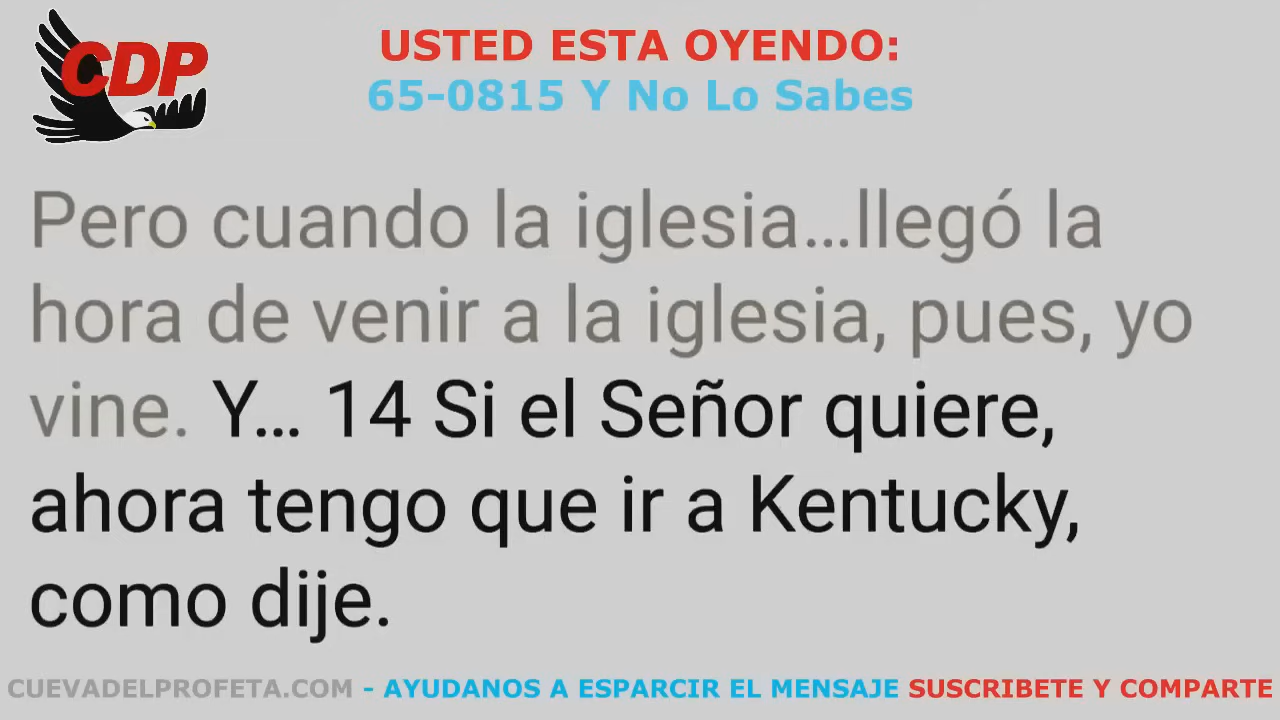 CDP
USTED ESTA OYENDO:
65-0815 Y No Lo Sabes
Pero cuando la iglesia...llegó la
hora de venir a la iglesia, pues, yo
vine. Y... 14 Si el Señor quiere,
ahora tengo que ir a Kentucky,
como dije.
CUEVADELPROFETA.COM - AYUDANOS A ESPARCIR EL MENSAJE SUSCRIBETE Y COMPARTE